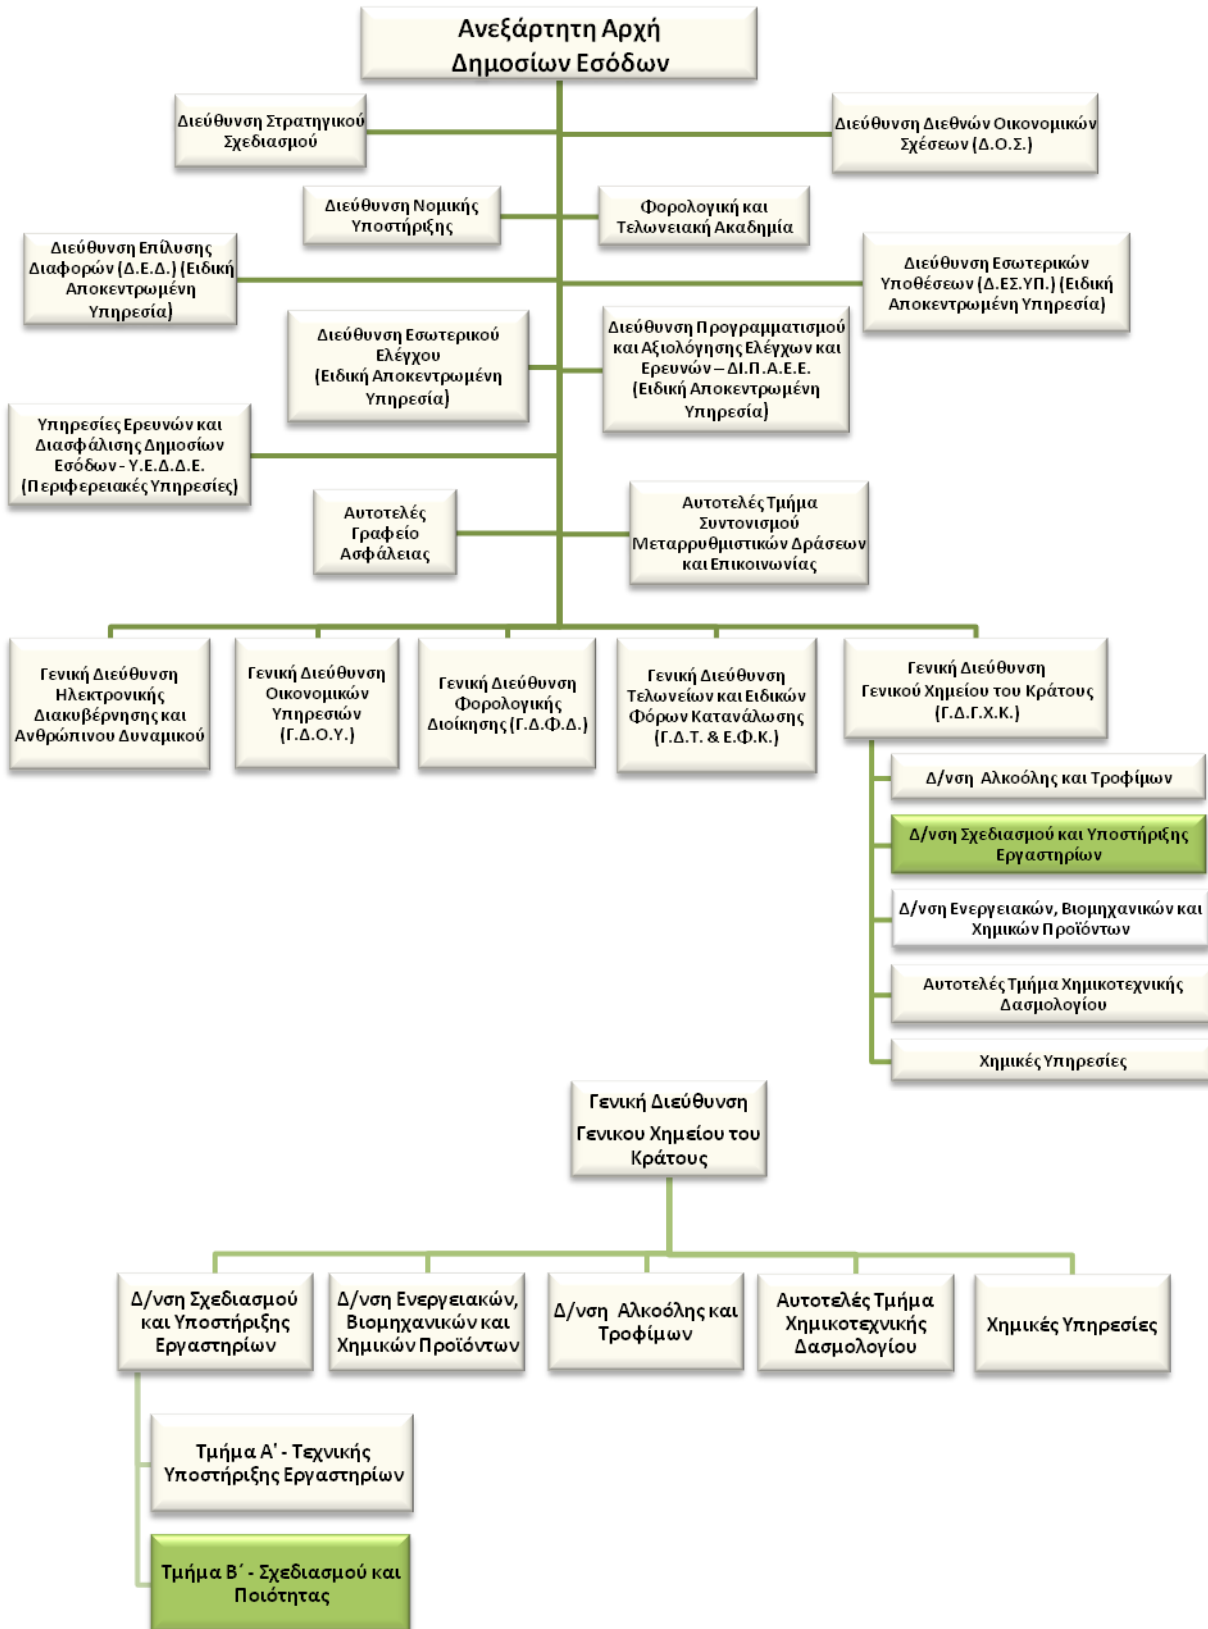 Ανεξάρτητη Αρχή
Δημοσίων Εσόδων
Διεύθυνση Στρατηγικού
Σχεδιασμού
Διεύθυνση Διεθνών Οικονομικών
Σχέσεων (Δ.Ο.Σ.)
Διεύθυνση Νομικής
Υποστήριξης
Φορολογική και
Τελωνειακή Ακαδημία
Διεύθυνση Επίλυσης
Διαφορών (Δ.Ε.Δ.) (Ειδική
Αποκεντρωμένη
Υπηρεσία)
Διεύθυνση Εσωτερικών
Υποθέσεων (Δ.ΕΣ.ΥΠ.) (Ειδική
Αποκεντρωμένη Υπηρεσία)
Διεύθυνση Εσωτερικού
Ελέγχου
(Ειδική Αποκεντρωμένη
Υπηρεσία)
Διεύθυνση Προγραμματισμού
και Αξιολόγησης Ελέγχων και
Ερευνών – ΔΙ.Π.Α.Ε.Ε.
(Ειδική Αποκεντρωμένη
Υπηρεσία)
Υπηρεσίες Ερευνών και
Διασφάλισης Δημοσίων
Εσόδων - Υ.Ε.Δ.Δ.Ε.
(Περιφερειακές Υπηρεσίες)
Αυτοτελές
Γραφείο
Ασφάλειας
Αυτοτελές Τμήμα
Συντονισμού
Μεταρρυθμιστικών Δράσεων
και Επικοινωνίας
Γενική Διεύθυνση
Ηλεκτρονικής
Διακυβέρνησης και
Ανθρώπινου Δυναμικού
Γενική Διεύθυνση
Οικονομικών
Υπηρεσιών
(Γ.Δ.Ο.Υ.)
Γενική Διεύθυνση
Φορολογικής
Διοίκησης (Γ.Δ.Φ.Δ.)
Γενική Διεύθυνση
Τελωνείων και Ειδικών
Φόρων Κατανάλωσης
(Γ.Δ.Τ. & Ε.Φ.Κ.)
Γενική Διεύθυνση
Γενικού Χημείου του Κράτους
(Γ.Δ.Γ.Χ.Κ.)
Δ/νση Αλκοόλης και Τροφίμων
Δ/νση Σχεδιασμού και Υποστήριξης
Εργαστηρίων
Δ/νση Ενεργειακών, Βιομηχανικών και
Χημικών Προϊόντων
Αυτοτελές Τμήμα Χημικοτεχνικής
Δασμολογίου
Χημικές Υπηρεσίες
Γενική Διεύθυνση
Γενικου Χημείου του
Κράτους
Δ/νση Σχεδιασμού
και Υποστήριξης
Εργαστηρίων
Δ/νση Ενεργειακών,
Βιομηχανικών και
Χημικών Προϊόντων
Δ/νση Αλκοόλης και
Τροφίμων
Αυτοτελές Τμήμα
Χημικοτεχνικής
Δασμολογίου
Χημικές Υπηρεσίες
Τμήμα Α' - Τεχνικής
Υποστήριξης Εργαστηρίων
Τμήμα Β΄ - Σχεδιασμού και
Ποιότητας